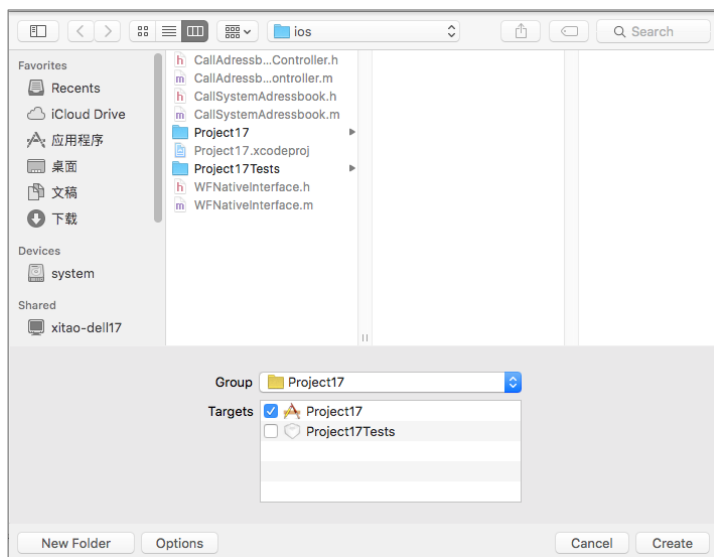 ios
Search
Favorites
Recents
iCloud Drive
应用程序
桌面
文稿
下载
Devices
system
Shared
xitao-dell17
h CallAdressb...Controller.h
m CallAdressb...ontroller.m
h CallSystemAdressbook.h
m CallSystemAdressbook.m
Project17
Project17.xcodeproj
Project17Tests
h WFNativeInterface.h
m WFNativeInterface.m
Group Project17
Targets Project17
Project17Tests
New Folder Options Cancel Create